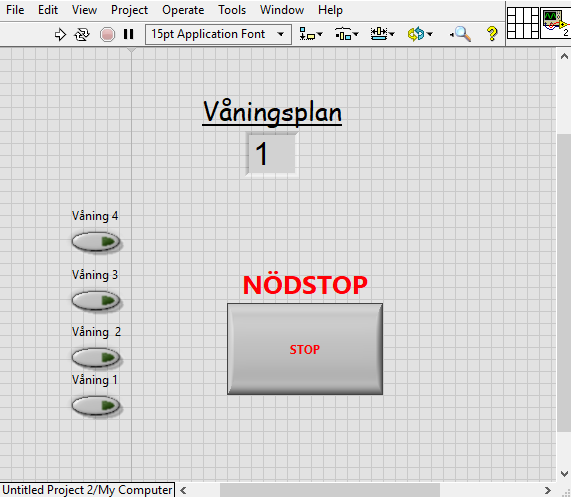 File Edit View Project Operate Tools Window Help
15pt Application Font
2
Våningsplan
1
Våning 4
Våning 3
NÖDSTOP
Våning 2
STOP
Våning 1
Untitled Project 2/My Computer